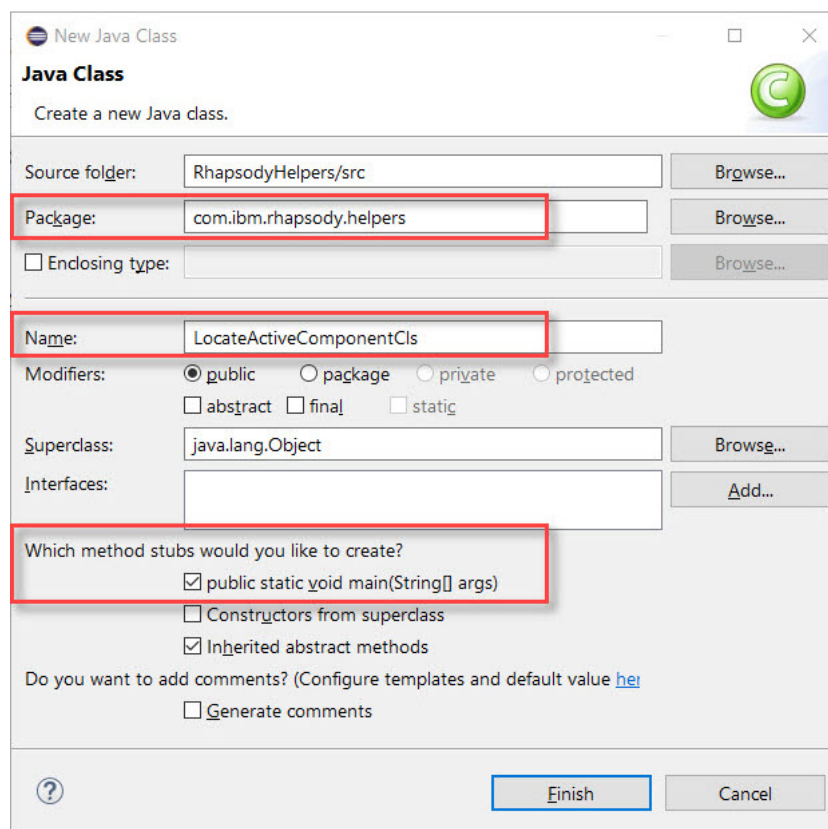 New Java Class
Java Class
Create a new Java class.
Source folder: RhapsodyHelpers/src Browse...
Package: com.ibm.rhapsody.helpers Browse...
Enclosing type: Browse...
Name: LocateActiveComponentCls
Modifiers: public package private protected
abstract final static
Superclass: java.lang.Object Browse...
Interfaces: Add...
Which method stubs would you like to create?
public static void main(String[] args)
Constructors from superclass
Inherited abstract methods
Do you want to add comments? (Configure templates and default value
Generate comments
? Finish Cancel